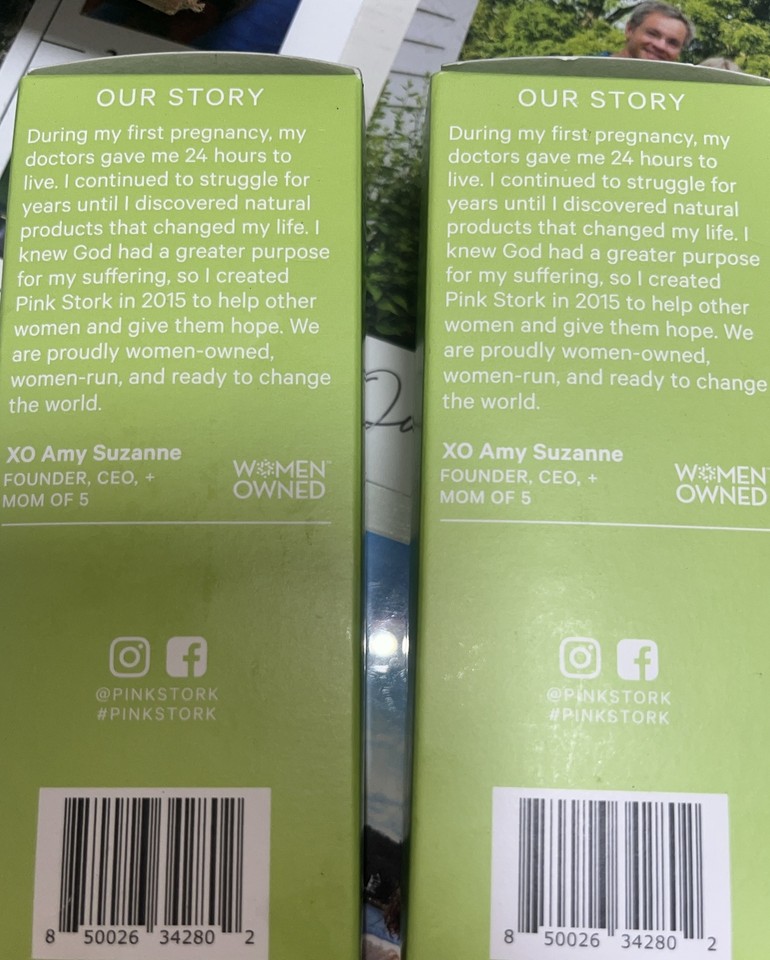 OUR STORY
During my first pregnancy, my
doctors gave me 24 hours to
live. I continued to struggle for
years until I discovered natural
products that changed my life. I
knew God had a greater purpose
for my suffering, so I created
Pink Stork in 2015 to help other
women and give them hope. We
are proudly women-owned,
women-run, and ready to change
the world.
XO Amy Suzanne
FOUNDER, CEO, +
MOM OF 5
WOMEN™
OWNED
@PINKSTORK
#PINKSTORK
8 50026 34280 2
OUR STORY
During my first pregnancy, my
doctors gave me 24 hours to
live. I continued to struggle for
years until I discovered natural
products that changed my life. I
knew God had a greater purpose
for my suffering, so I created
Pink Stork in 2015 to help other
women and give them hope. We
are proudly women-owned,
women-run, and ready to change
the world.
XO Amy Suzanne
FOUNDER, CEO, +
MOM OF 5
WOMEN
OWNED
@PINKSTORK
#PINKSTORK
8 50026 34280 2